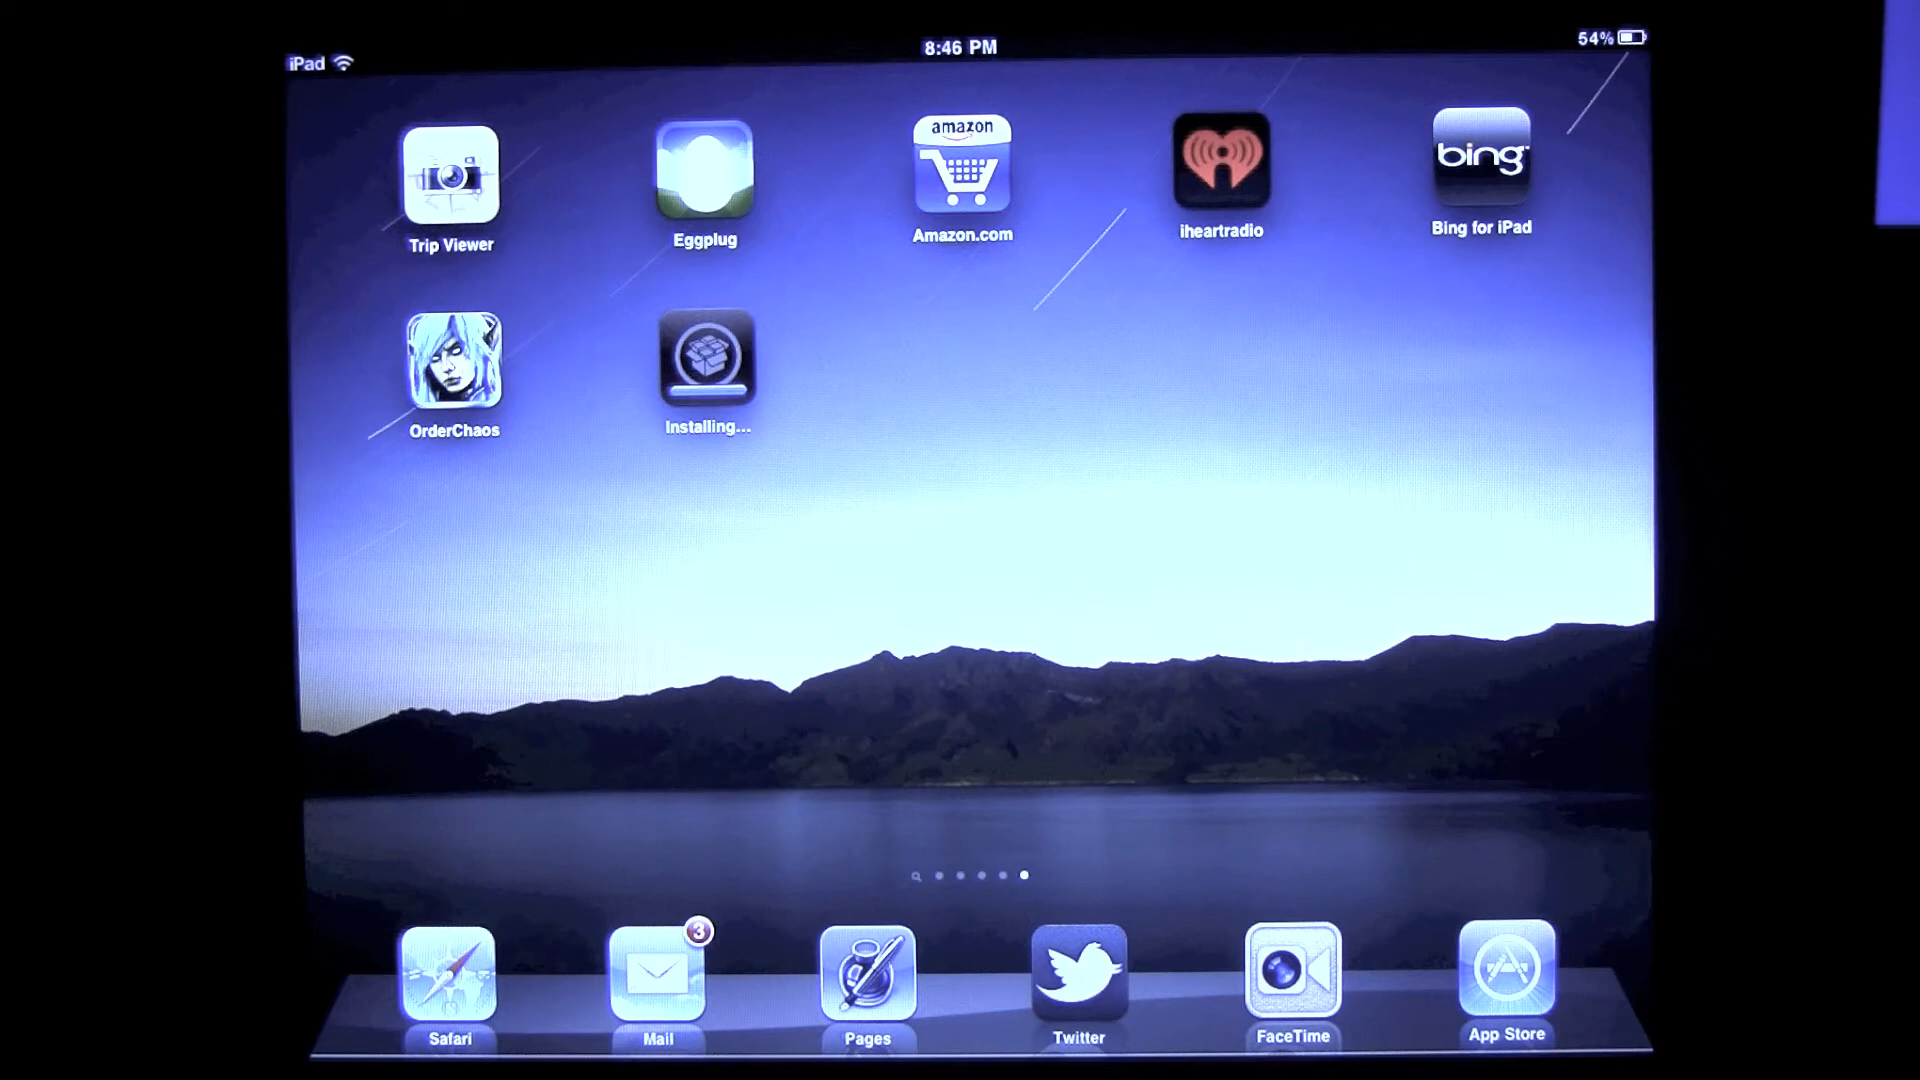 iPad
8:46 PM
54%
amazon
bing
Trip Viewer
Eggplug
Amazon.com
iheartradio
Bing for iPad
OrderChaos
Installing...
3
Safari
Mail
Pages
Twitter
FaceTime
App Store